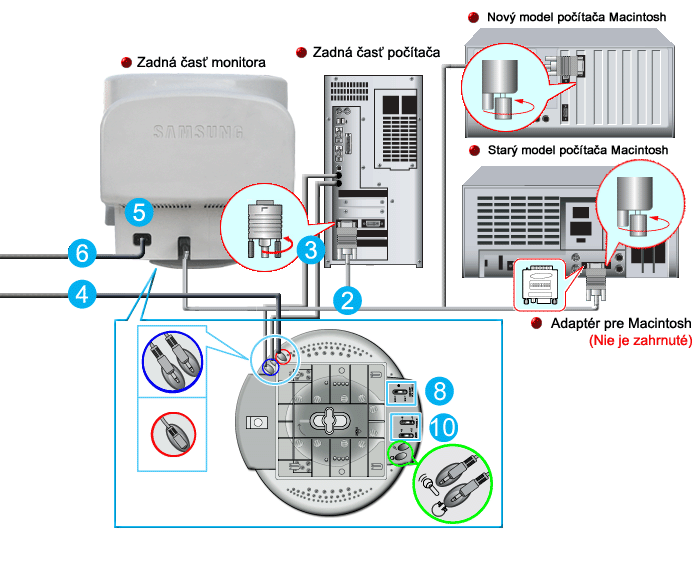 Nový model počítača Macintosh
Zadná časť monitora
Zadná časť počítača
SAMSUNG
Starý model počítača Macintosh
5
6
3
4
2
Adaptér pre Macintosh
(Nie je zahrnuté)
8
10